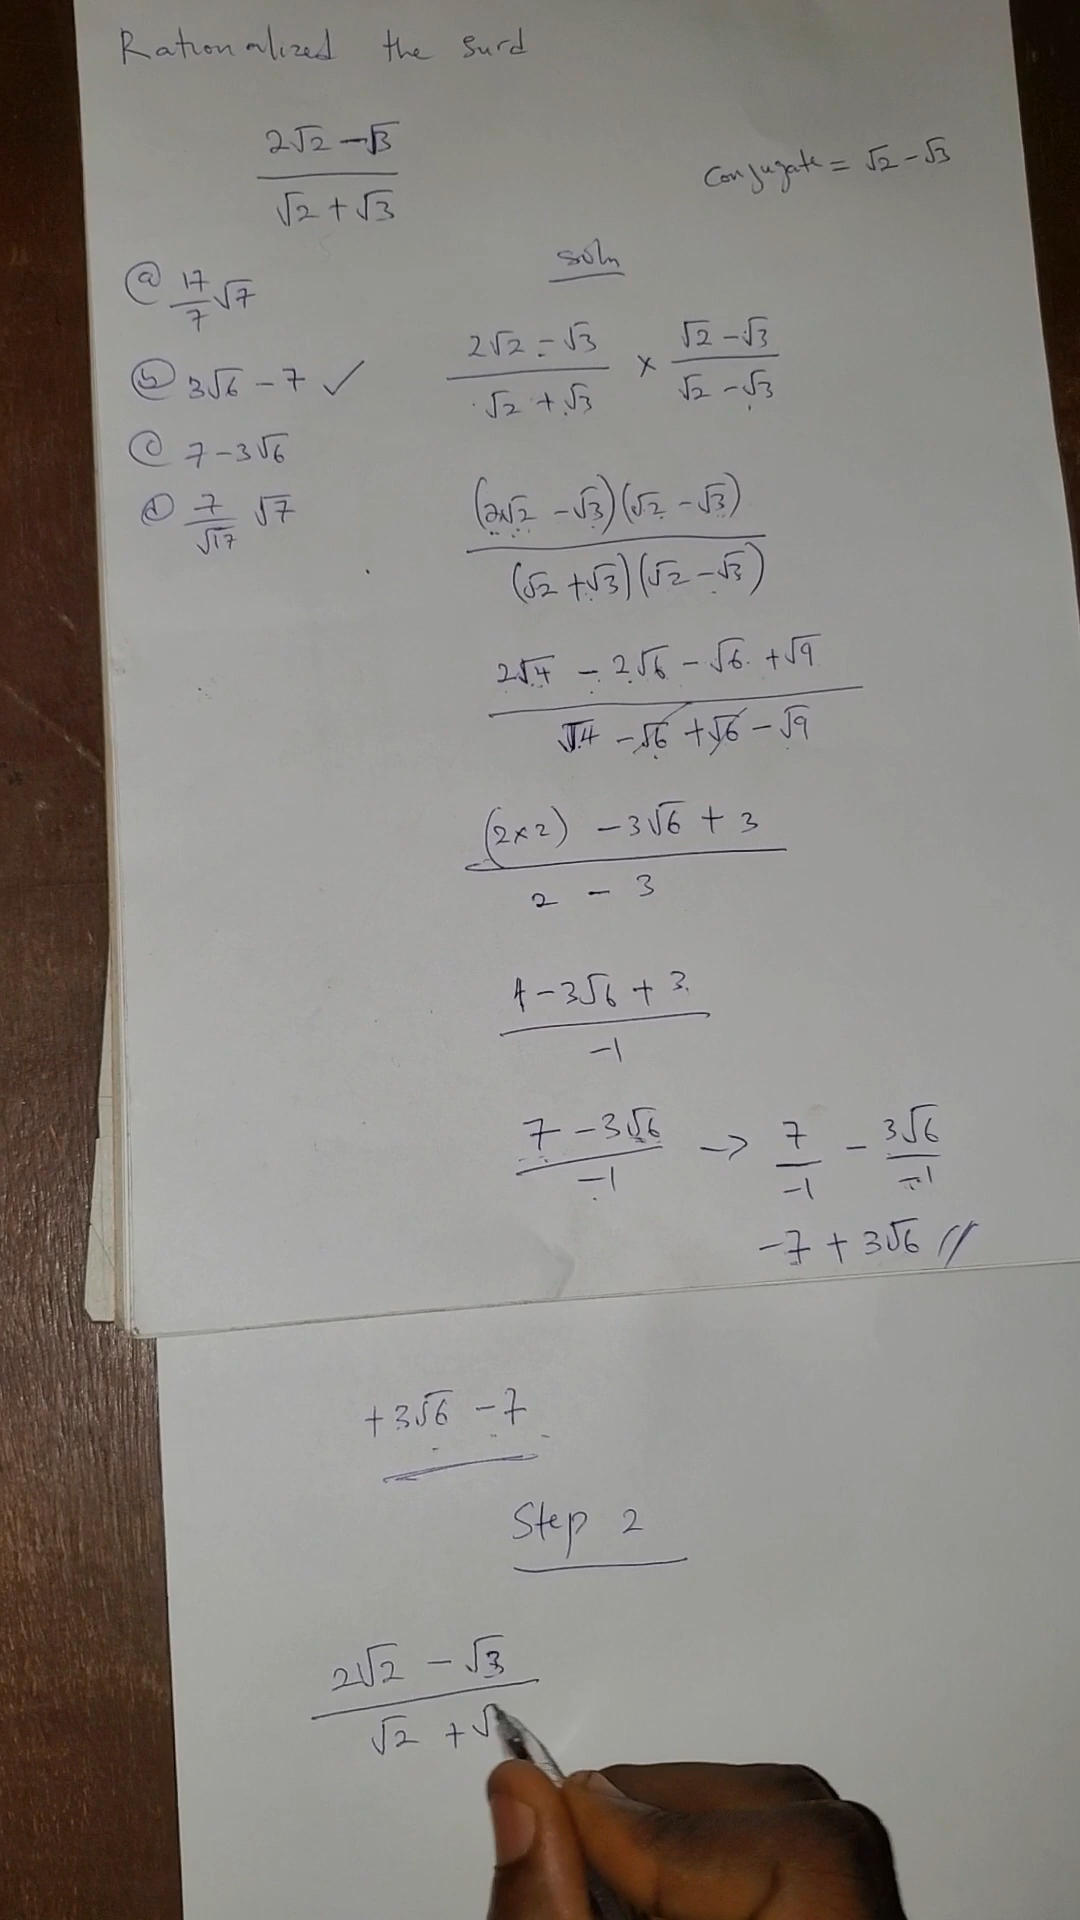 Rationalized the surd
2√2 - √3 / √2 + √3
Conjugate = √2 - √3
soln
(a) 17/7 √7
(b) 3√6 - 7 ✓
(c) 7 - 3√6
(d) 7/√17 √7
2√2 - √3 / √2 + √3 × √2 - √3 / √2 - √3
(2√2 - √3)(√2 - √3) / (√2 + √3)(√2 - √3)
2√4 - 2√6 - √6 + √9 / √4 - √6 + √6 - √9
(2×2) - 3√6 + 3 / 2 - 3
4 - 3√6 + 3 / -1
7 - 3√6 / -1 → 7 / -1 - 3√6 / -1
-7 + 3√6 //
+3√6 - 7
Step 2
2√2 - √3 / √2 + √